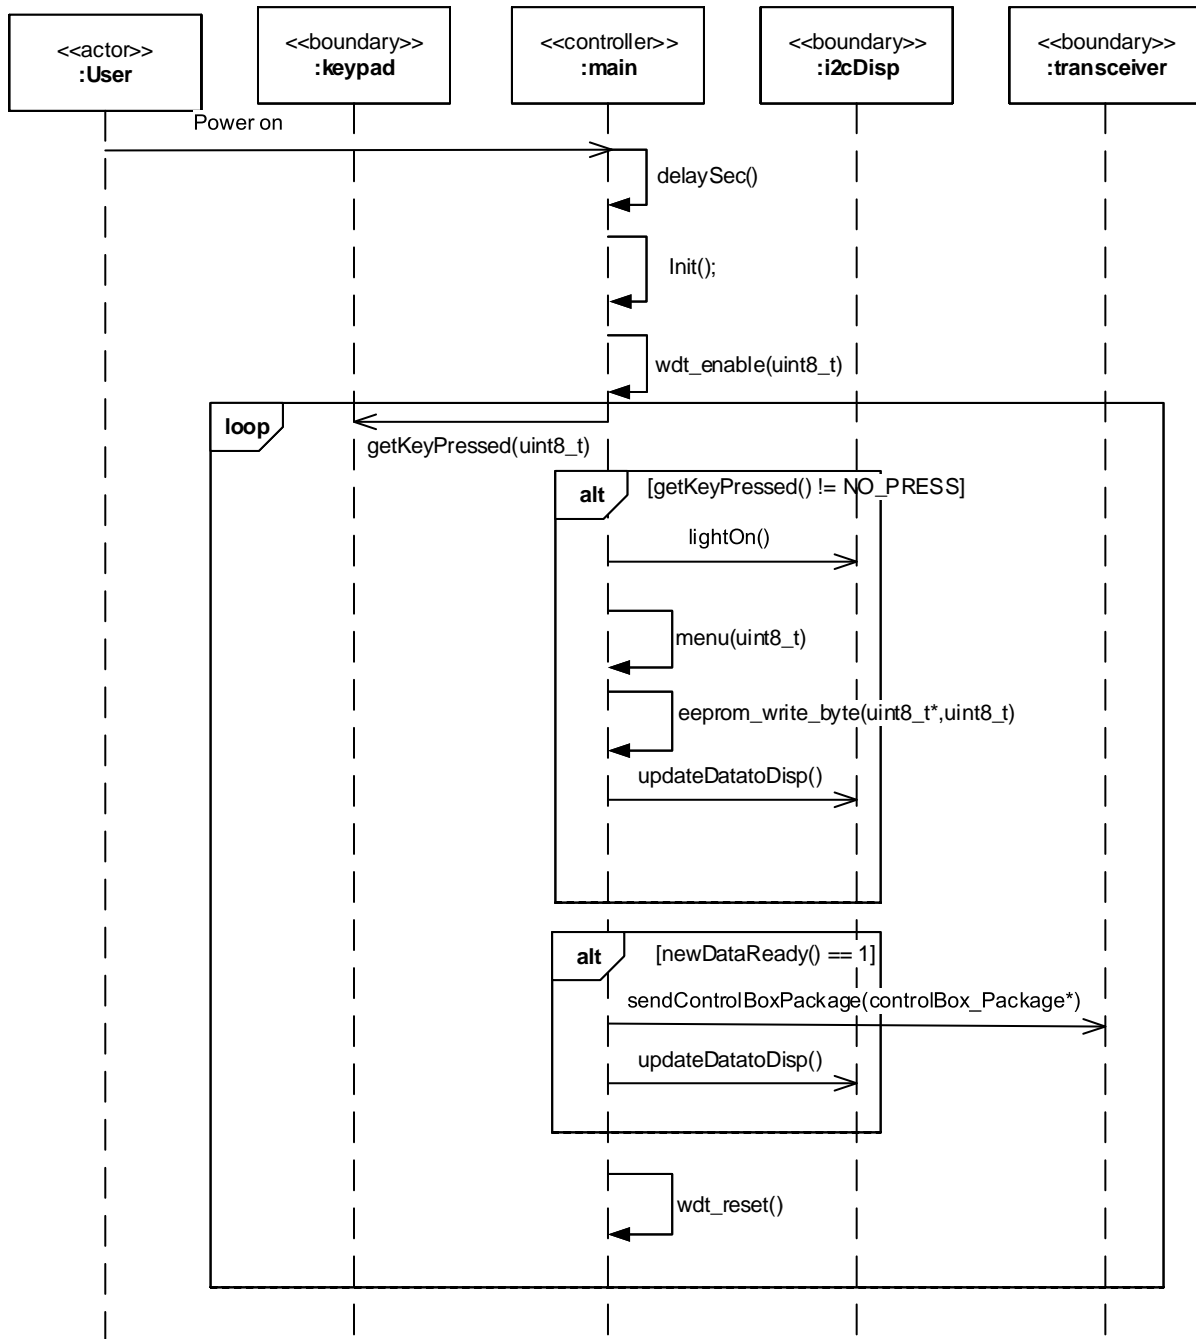 <<actor>>
:User
<<boundary>>
:keypad
<<controller>>
:main
<<boundary>>
:i2cDisp
<<boundary>>
:transceiver
Power on
delaySec()
Init();
wdt_enable(uint8_t)
loop
getKeyPressed(uint8_t)
alt
[getKeyPressed() != NO_PRESS]
lightOn()
menu(uint8_t)
eeprom_write_byte(uint8_t*,uint8_t)
updateDatatoDisp()
alt
[newDataReady() == 1]
sendControlBoxPackage(controlBox_Package*)
updateDatatoDisp()
wdt_reset()